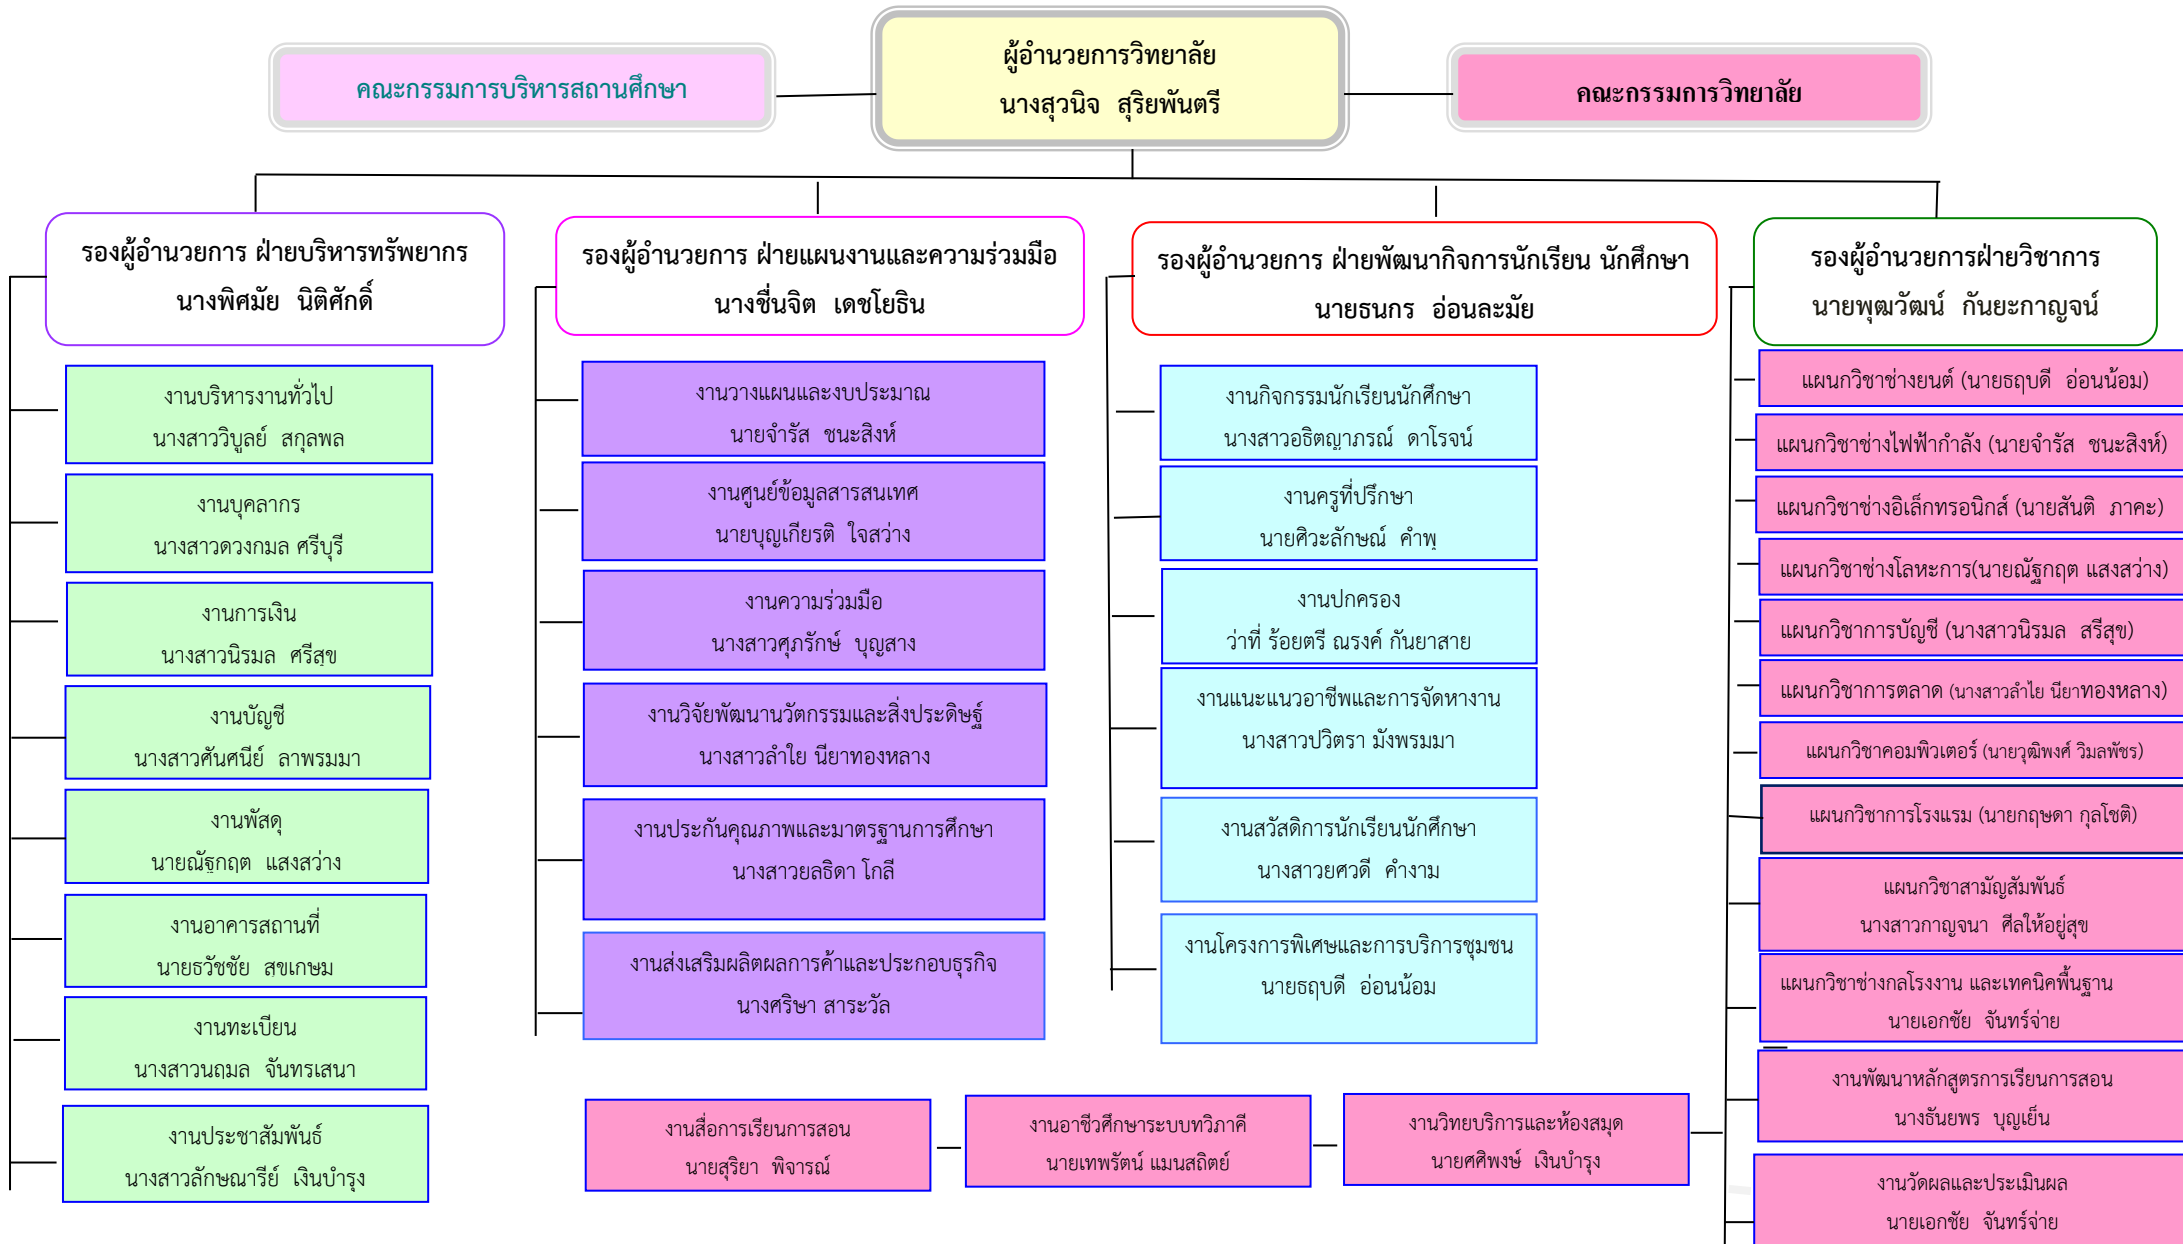 ผู้อำนวยการวิทยาลัย
นางสุวนิจ สุริยพันตรี
คณะกรรมการบริหารสถานศึกษา
คณะกรรมการวิทยาลัย
รองผู้อำนวยการ ฝ่ายบริหารทรัพยากร
นางพิศมัย นิติศักดิ์
งานบริหารงานทั่วไป
นางสาววิบูลย์ สกุลพล
งานบุคลากร
นางสาวดวงกมล ศรีบุรี
งานการเงิน
นางสาวนิรมล ศรีสุข
งานบัญชี
นางสาวศันศนีย์ ลาพรมมา
งานพัสดุ
นายณัฐกฤต แสงสว่าง
งานอาคารสถานที่
นายธวัชชัย สุขเกษม
งานทะเบียน
นางสาวนฤมล จันทรเสนา
งานประชาสัมพันธ์
นางสาวลักษณารีย์ เงินบำรุง
รองผู้อำนวยการ ฝ่ายแผนงานและความร่วมมือ
นางชื่นจิต เดชโยธิน
งานวางแผนและงบประมาณ
นายจำรัส ชนะสิงห์
งานศูนย์ข้อมูลสารสนเทศ
นายบุญเกียรติ ใจสว่าง
งานความร่วมมือ
นางสาวศุภรักษ์ บุญสาง
งานวิจัยพัฒนานวัตกรรมและสิ่งประดิษฐ์
นางสาวลำใย นียาทองหลาง
งานประกันคุณภาพและมาตรฐานการศึกษา
นางสาวยลธิดา โกลี
งานส่งเสริมผลิตผลการค้าและประกอบธุรกิจ
นางศริษา สาระวัล
รองผู้อำนวยการ ฝ่ายพัฒนากิจการนักเรียน นักศึกษา
นายธนกร อ่อนละมัย
งานกิจกรรมนักเรียนนักศึกษา
นางสาวอธิตญาภรณ์ ดาโรจน์
งานครูที่ปรึกษา
นายศิวะลักษณ์ คำพู
งานปกครอง
ว่าที่ ร้อยตรี ณรงค์ กันยาสาย
งานแนะแนวอาชีพและการจัดหางาน
นางสาวปวิตรา มังพรมมา
งานสวัสดิการนักเรียนนักศึกษา
นางสาวยศวดี คำงาม
งานโครงการพิเศษและการบริการชุมชน
นายธฤบดี อ่อนน้อม
รองผู้อำนวยการฝ่ายวิชาการ
นายพุฒวัฒน์ กันยะกาญจน์
แผนกวิชาช่างยนต์ (นายธฤบดี อ่อนน้อม)
แผนกวิชาช่างไฟฟ้ากำลัง (นายจำรัส ชนะสิงห์)
แผนกวิชาช่างอิเล็กทรอนิกส์ (นายสันติ ภาคะ)
แผนกวิชาช่างโลหะการ(นายณัฐกฤต แสงสว่าง)
แผนกวิชาการบัญชี (นางสาวนิรมล สรีสุข)
แผนกวิชาการตลาด (นางสาวลำไย นียาทองหลาง)
แผนกวิชาคอมพิวเตอร์ (นายวุฒิพงศ์ วิมลพัชร)
แผนกวิชาการโรงแรม (นายกฤษดา กุลโชติ)
แผนกวิชาสามัญสัมพันธ์
นางสาวกาญจนา ศีลให้อยู่สุข
แผนกวิชาช่างกลโรงงาน และเทคนิคพื้นฐาน
นายเอกชัย จันทร์จ่าย
งานพัฒนาหลักสูตรการเรียนการสอน
นางธันยพร บุญเย็น
งานวัดผลและประเมินผล
นายเอกชัย จันทร์จ่าย
งานสื่อการเรียนการสอน
นายสุริยา พิจารณ์
งานอาชีวศึกษาระบบทวิภาคี
นายเทพรัตน์ แมนสถิตย์
งานวิทยบริการและห้องสมุด
นายศศิพงษ์ เงินบำรุง